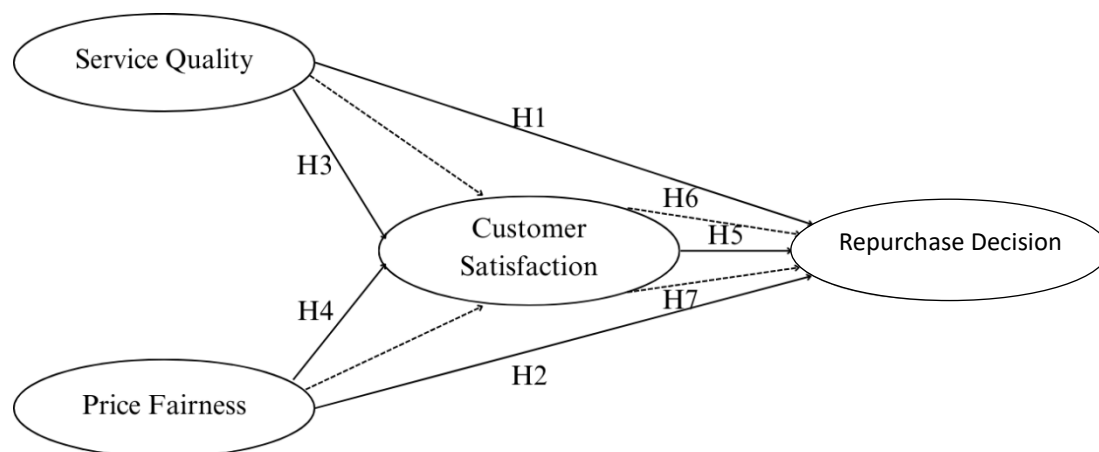 Service Quality
H1
H3
H6
Customer
Satisfaction
H5
Repurchase Decision
H7
H4
H2
Price Fairness